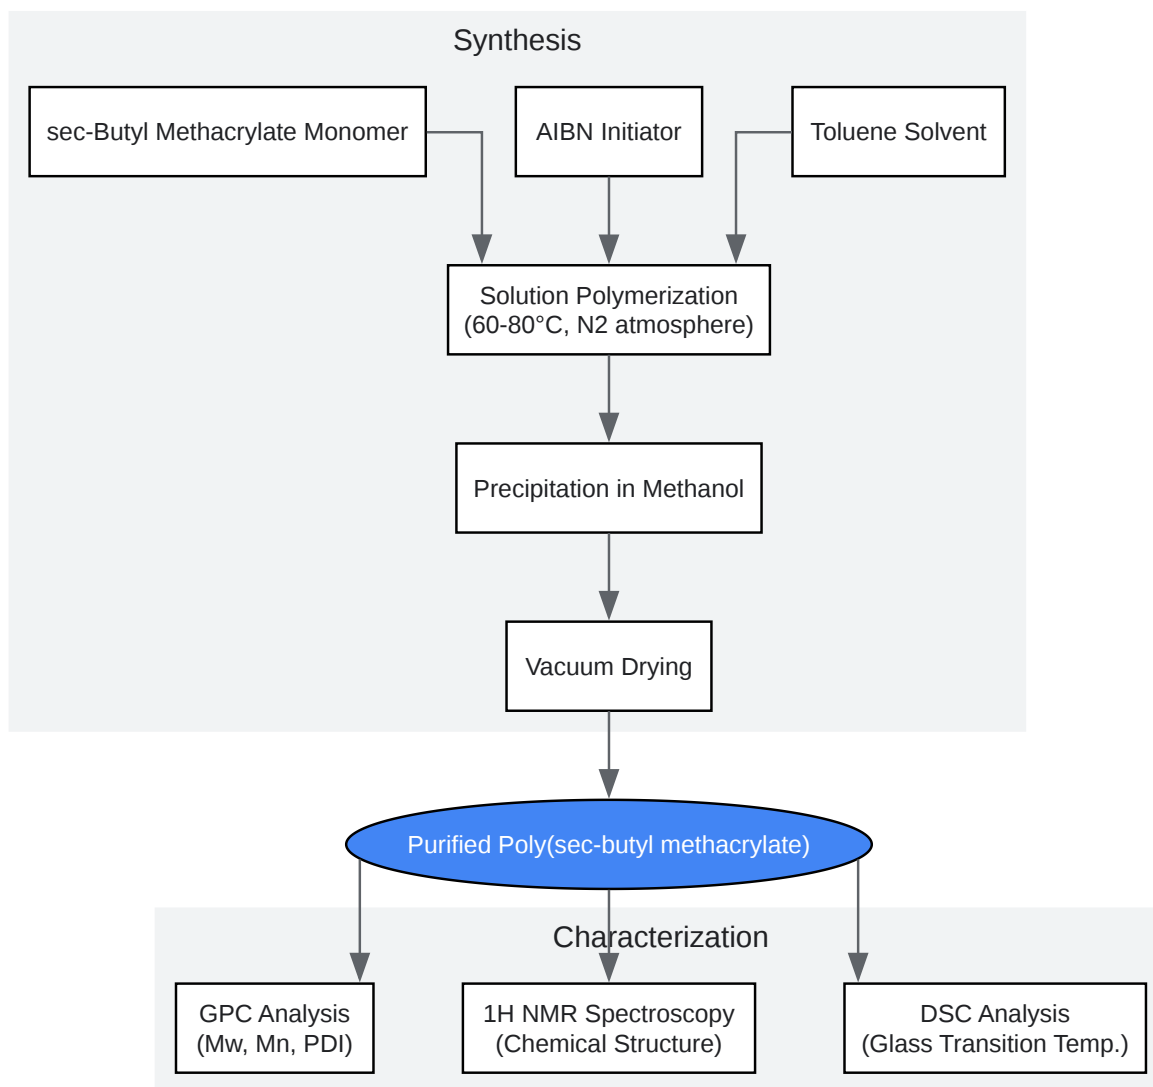 Synthesis
sec-Butyl Methacrylate Monomer
AIBN Initiator
Toluene Solvent
Solution Polymerization
(60-80°C, N2 atmosphere)
Precipitation in Methanol
Vacuum Drying
Purified Poly(sec-butyl methacrylate)
Characterization
GPC Analysis
(Mw, Mn, PDI)
1H NMR Spectroscopy
(Chemical Structure)
DSC Analysis
(Glass Transition Temp.)